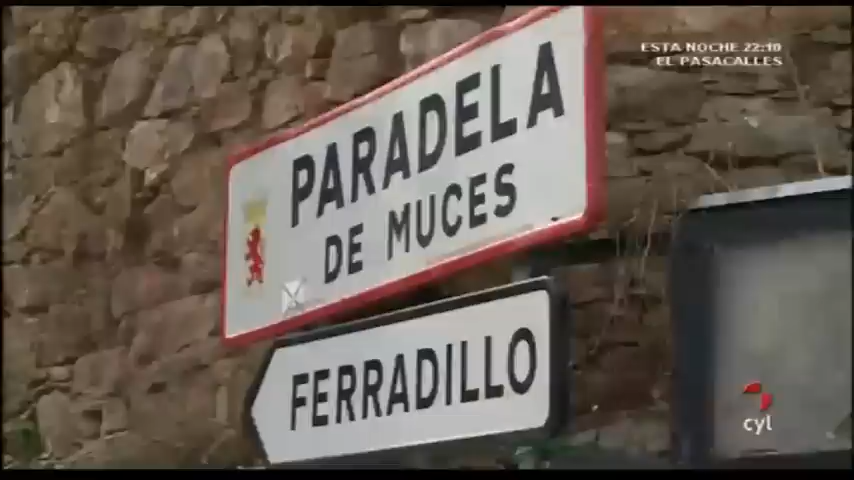 ESTA NOCHE 22:10
EL PASACALLES
PARADELA
DE MUCES
FERRADILLO
cyl